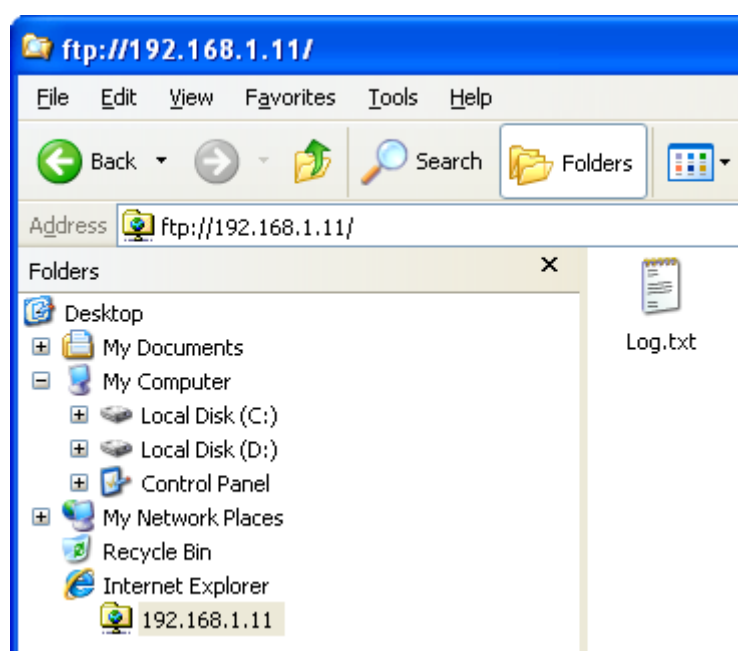 ftp://192.168.1.11/
File Edit View Favorites Tools Help
Back Search Folders
Address ftp://192.168.1.11/
Folders
Desktop
My Documents
My Computer
Local Disk (C:)
Local Disk (D:)
Control Panel
My Network Places
Recycle Bin
Internet Explorer
192.168.1.11
Log.txt